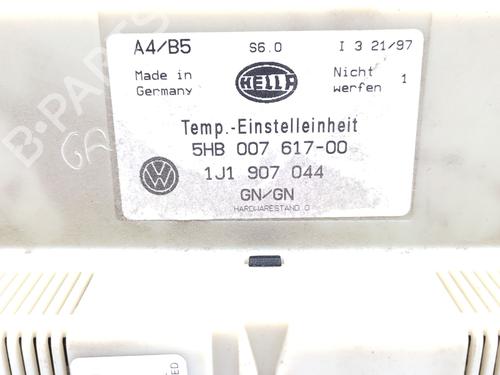 A4/B5 S6.0 I 3 21/97
Made in Germany
HELLA
Nicht werfen 1
Temp.-Einstelleinheit
5HB 007 617-00
1J1 907 044
GN/GN
HARDWARESTAND 0
B-PARTS